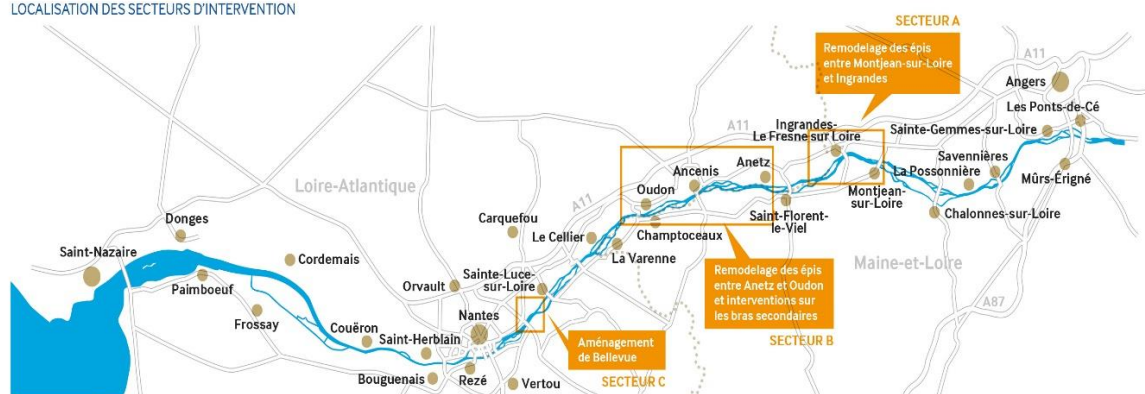 LOCALISATION DES SECTEURS D'INTERVENTION
SECTEUR A
Remodelage des épis
entre Montjean-sur-Loire
et Ingrandes
A11
Angers
Les Ponts-de-Cé
Ingrandes-
Le Fresne sur Loire
Sainte-Gemmes-sur-Loire
A11
Anetz
Savennières
Ancenis
La Possonnière
Mûrs-Érigné
Loire-Atlantique
Oudon
Montjean-
sur-Loire
A11
Saint-Florent-
le-Viel
Chalonnes-sur-Loire
Donges
Carquefou
Le Cellier
Champtoceaux
Saint-Nazaire
La Varenne
Maine-et-Loire
Cordemais
Remodelage des épis
entre Anetz et Oudon
et interventions sur
les bras secondaires
Sainte-Luce-
sur-Loire
Orvault
Paimboeuf
A87
Nantes
Frossay
Couëron
Saint-Herblain
Aménagement
de Bellevue
SECTEUR B
Bouguenais
Rezé
Vertou
SECTEUR C